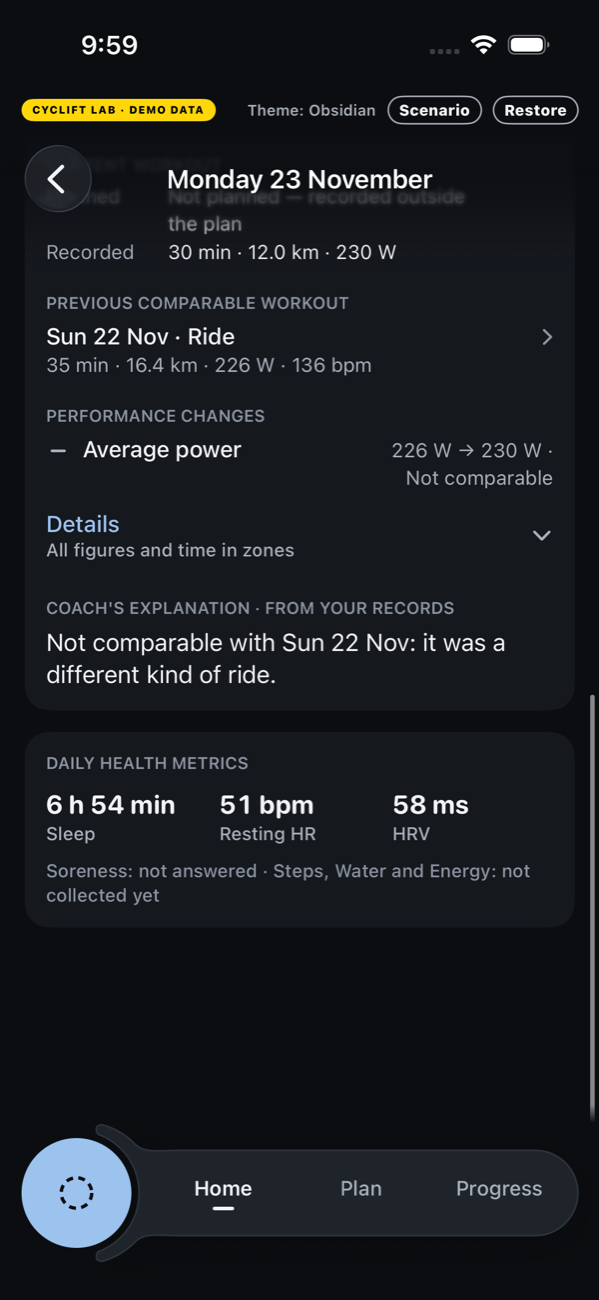 9:59
CYCLIFT LAB · DEMO DATA
Theme: Obsidian
Scenario
Restore
Monday 23 November
Not planned — recorded outside
the plan
Recorded
30 min · 12.0 km · 230 W
PREVIOUS COMPARABLE WORKOUT
Sun 22 Nov · Ride
35 min · 16.4 km · 226 W · 136 bpm
PERFORMANCE CHANGES
– Average power
226 W → 230 W ·
Not comparable
Details
All figures and time in zones
COACH'S EXPLANATION · FROM YOUR RECORDS
Not comparable with Sun 22 Nov: it was a
different kind of ride.
DAILY HEALTH METRICS
6 h 54 min
51 bpm
58 ms
Sleep
Resting HR
HRV
Soreness: not answered · Steps, Water and Energy: not
collected yet
Home
Plan
Progress